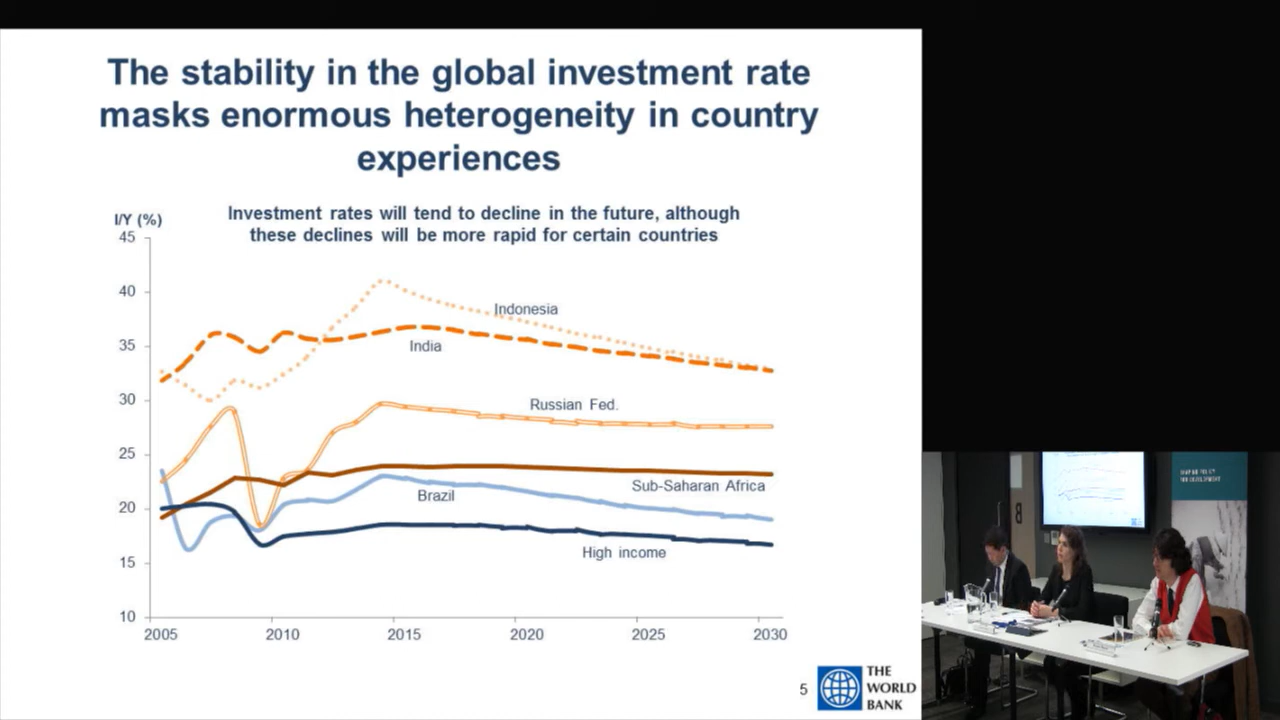 The stability in the global investment rate
masks enormous heterogeneity in country
experiences
I/Y (%)
Investment rates will tend to decline in the future, although
these declines will be more rapid for certain countries
45
40
35
30
25
20
15
10
Indonesia
India
Russian Fed.
Sub-Saharan Africa
Brazil
High income
2005 2010 2015 2020 2025 2030
5
THE
WORLD
BANK
8